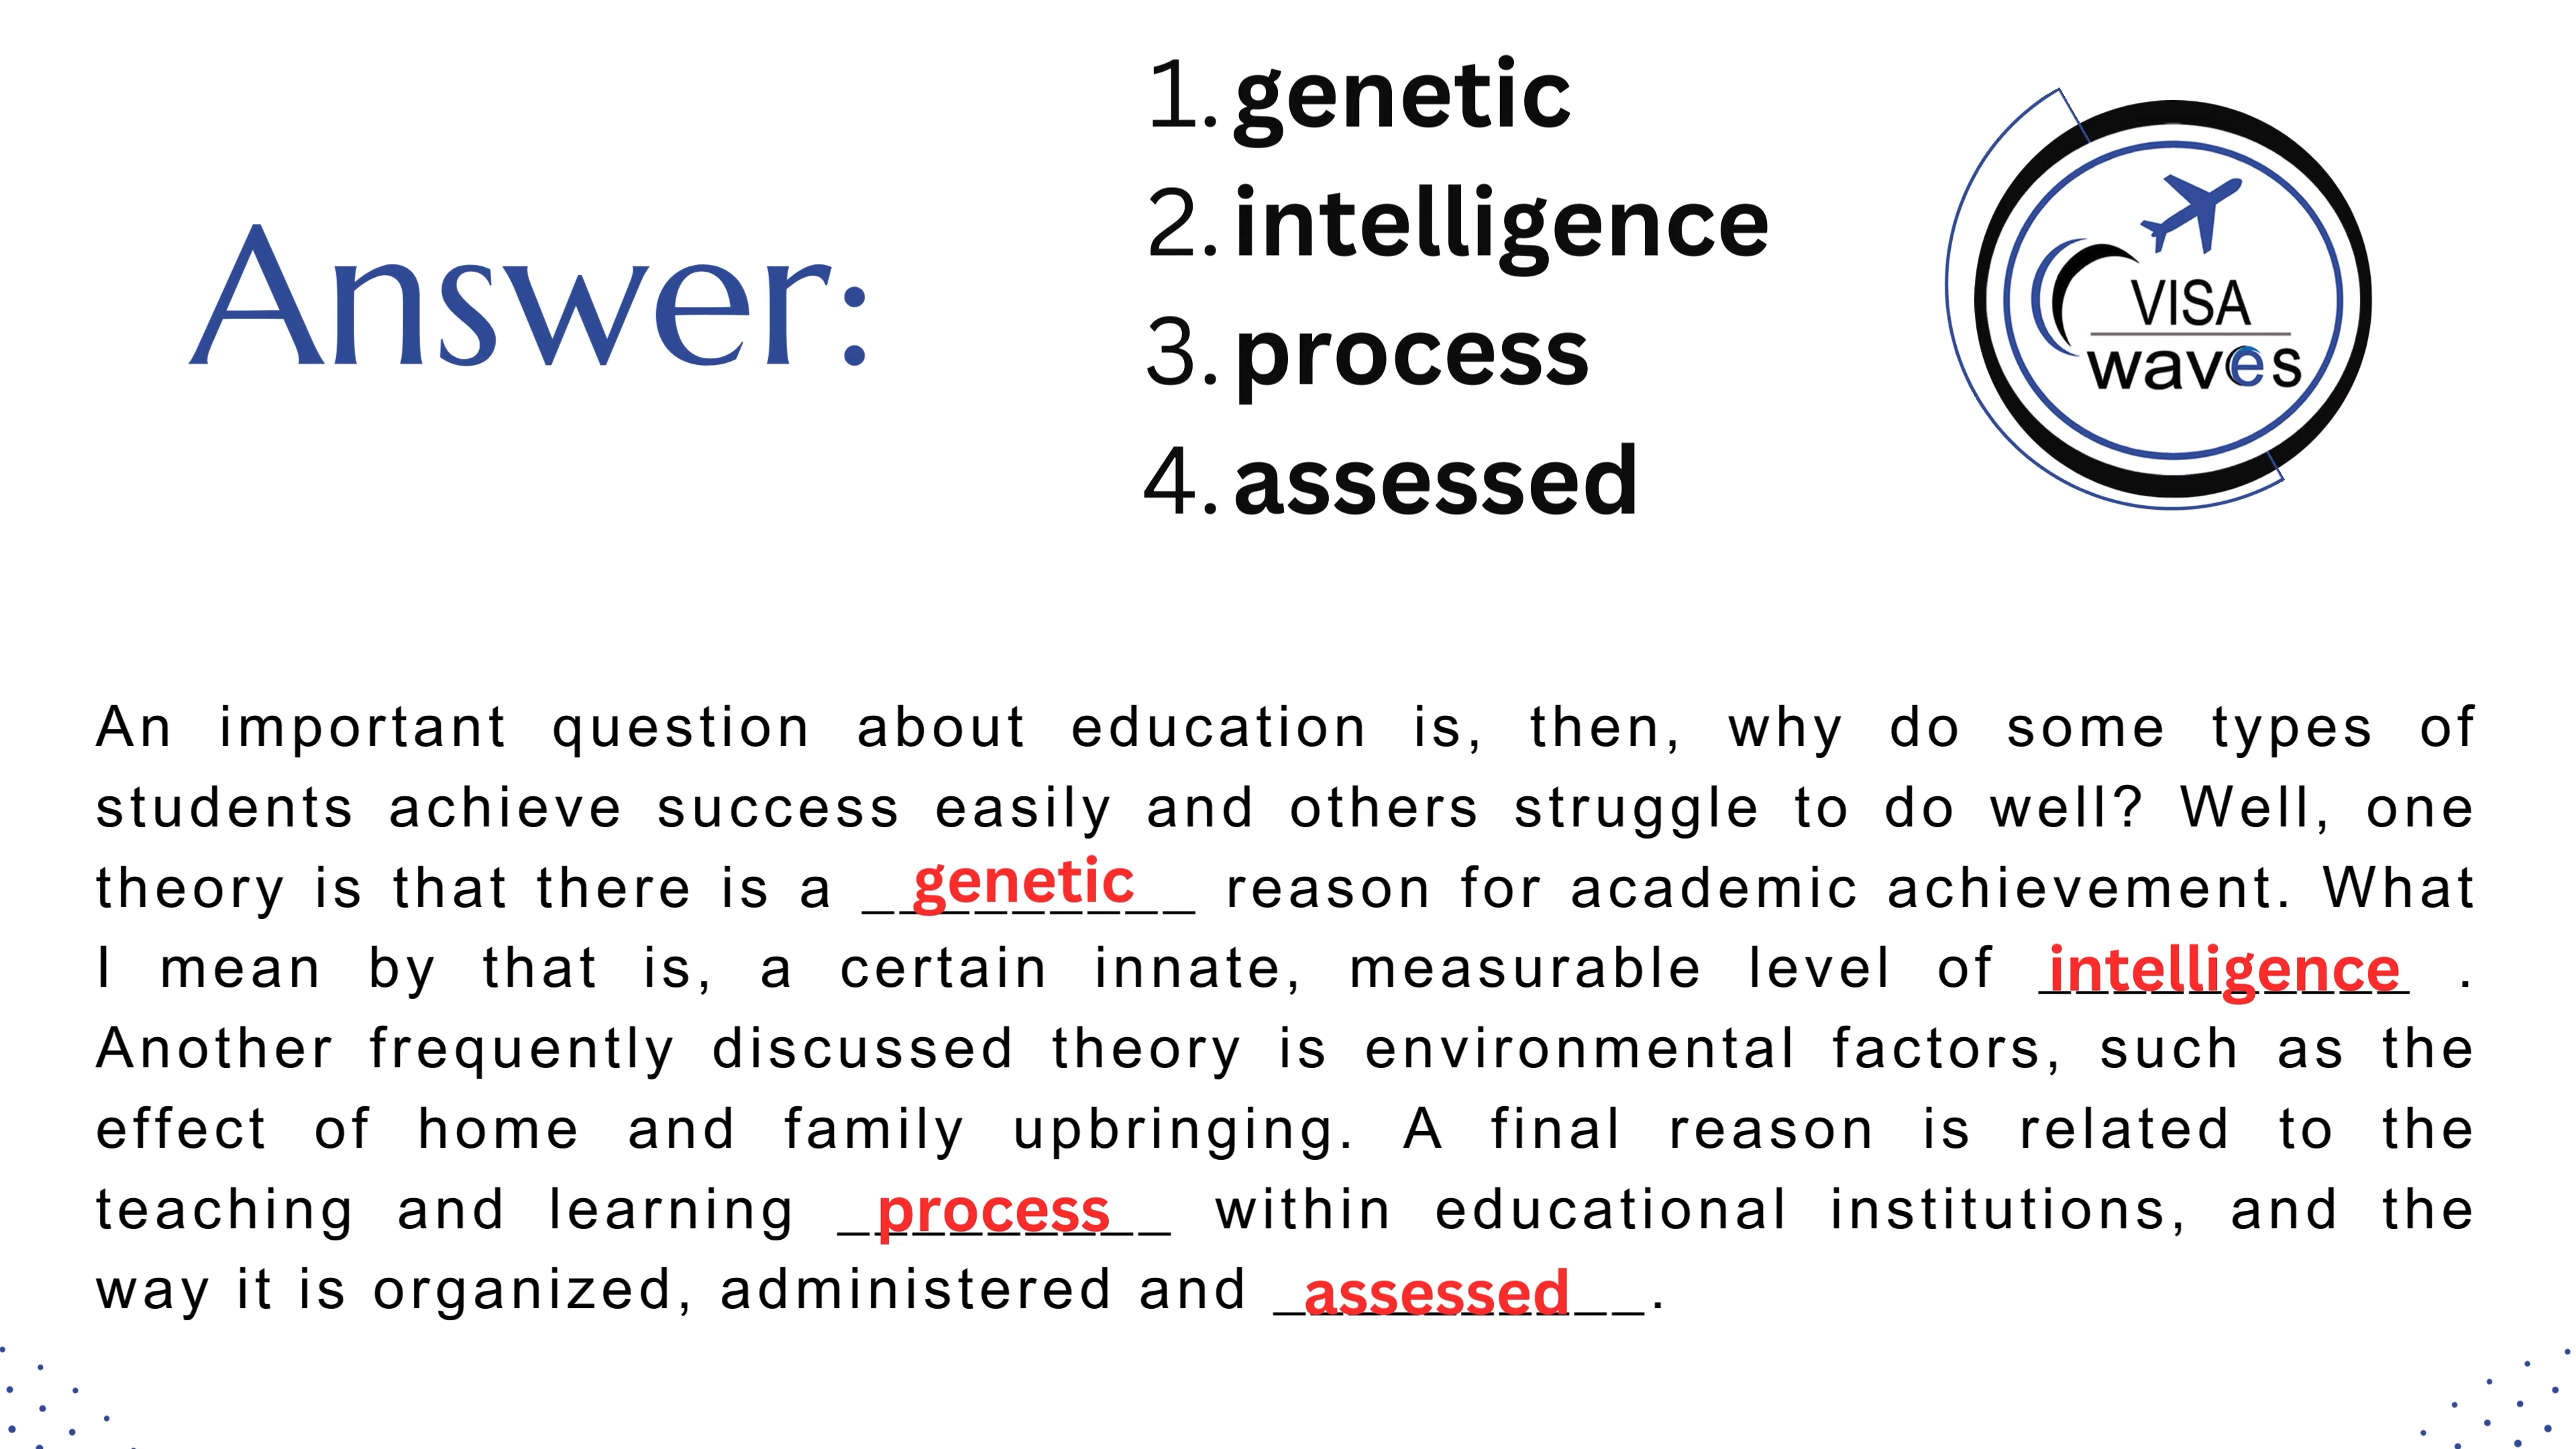 Answer:
1. genetic
2. intelligence
3. process
4. assessed
VISA
waves
An important question about education is, then, why do some types of
students achieve success easily and others struggle to do well? Well, one
theory is that there is a genetic reason for academic achievement. What
I mean by that is, a certain innate, measurable level of intelligence .
Another frequently discussed theory is environmental factors, such as the
effect of home and family upbringing. A final reason is related to the
teaching and learning process within educational institutions, and the
way it is organized, administered and assessed.